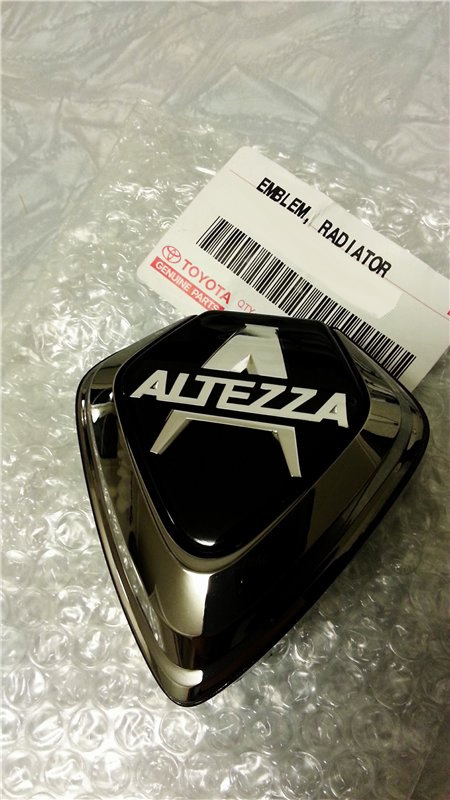 EMBLEM, RADIATOR
TOYOTA
GENUINE PARTS
QTY
ALTEZZA